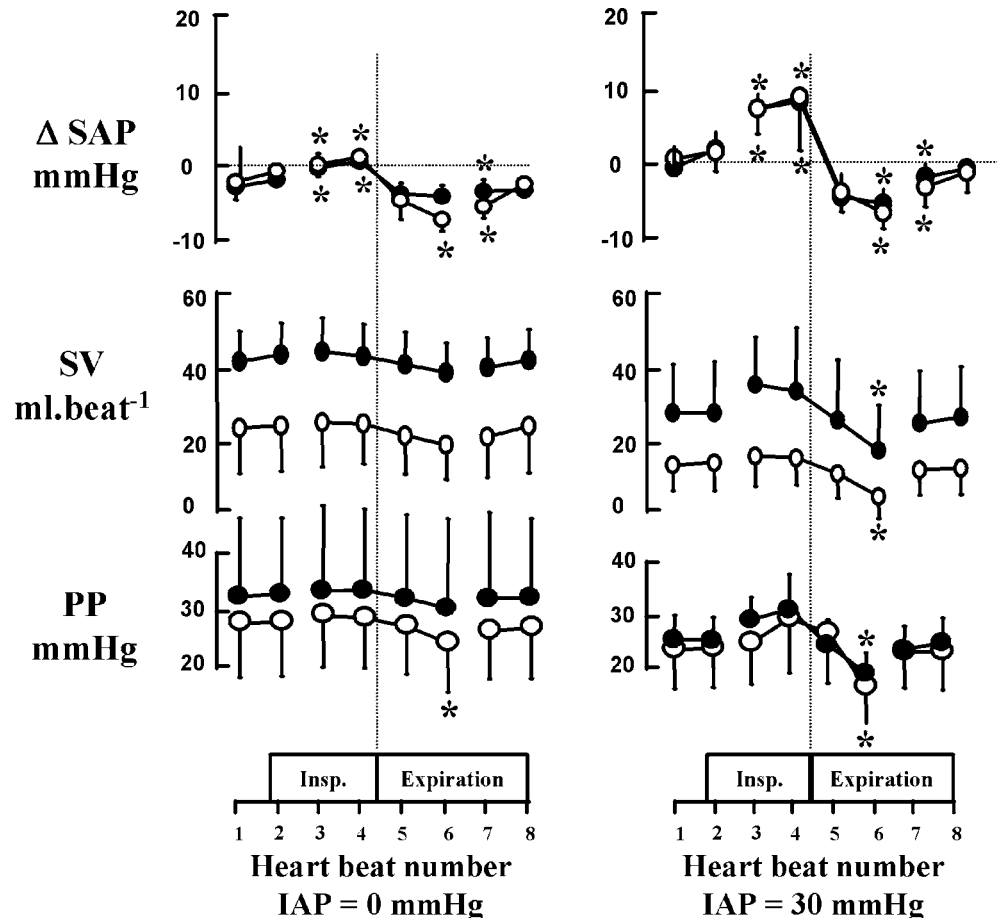 20
10
0
-10
Δ SAP
mmHg
* *
* *
*
* *
60
40
20
0
SV
ml.beat-1
40
30
20
PP
mmHg
*
Insp. Expiration
1 2 3 4 5 6 7 8
Heart beat number
IAP = 0 mmHg
20
10
0
-10
* *
* *
* *
* *
60
40
20
0
*
*
40
30
20
*
*
Insp. Expiration
1 2 3 4 5 6 7 8
Heart beat number
IAP = 30 mmHg